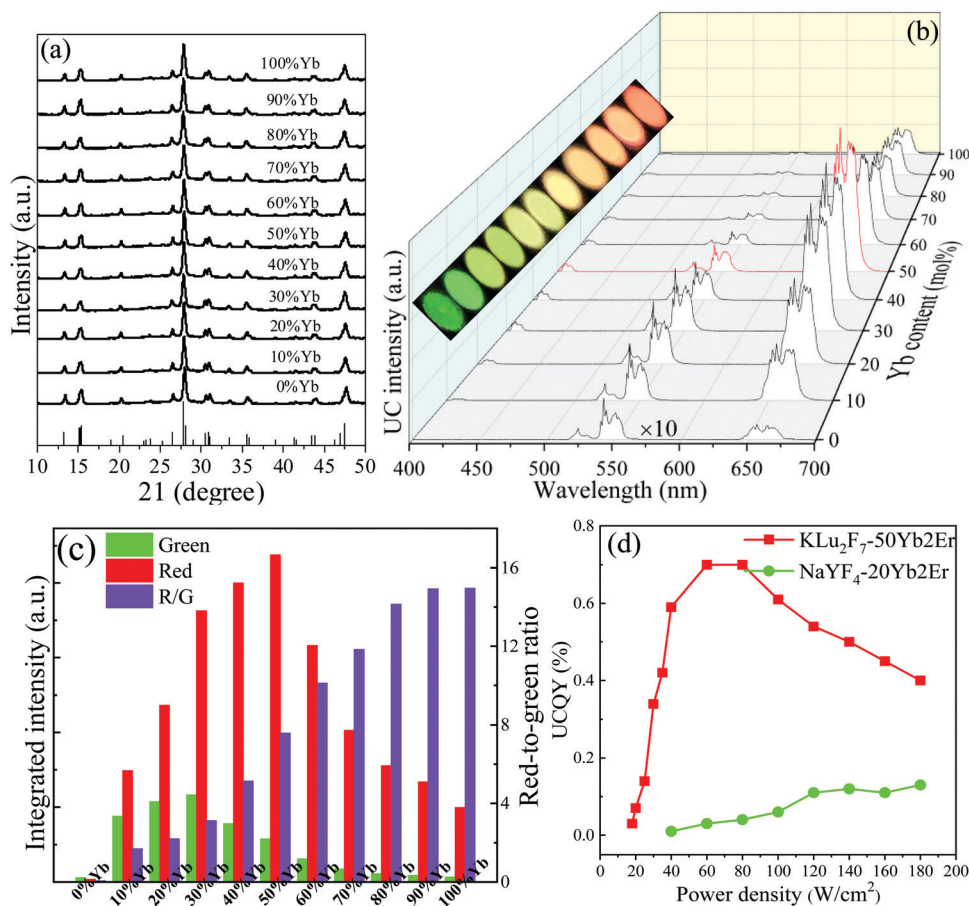 (a)
100%Yb
90%Yb
80%Yb
70%Yb
60%Yb
50%Yb
40%Yb
30%Yb
20%Yb
10%Yb
0%Yb
Intensity (a.u.)
10 15 20 25 30 35 40 45 50
21 (degree)
(b)
UC intensity (a.u.)
×10
400 450 500 550 600 650 700
Wavelength (nm)
0
10
20
30
40
50
60
70
80
90
100
Yb content (mol%)
(c)
Green
Red
R/G
Integrated intensity (a.u.)
0%Yb 10%Yb 20%Yb 30%Yb 40%Yb 50%Yb 60%Yb 70%Yb 80%Yb 90%Yb 100%Yb
16
12
8
4
0
Red-to-green ratio
(d)
KLu₂F₇-50Yb2Er
NaYF₄-20Yb2Er
0.8
0.6
0.4
0.2
0.0
UCQY (%)
0 20 40 60 80 100 120 140 160 180 200
Power density (W/cm²)